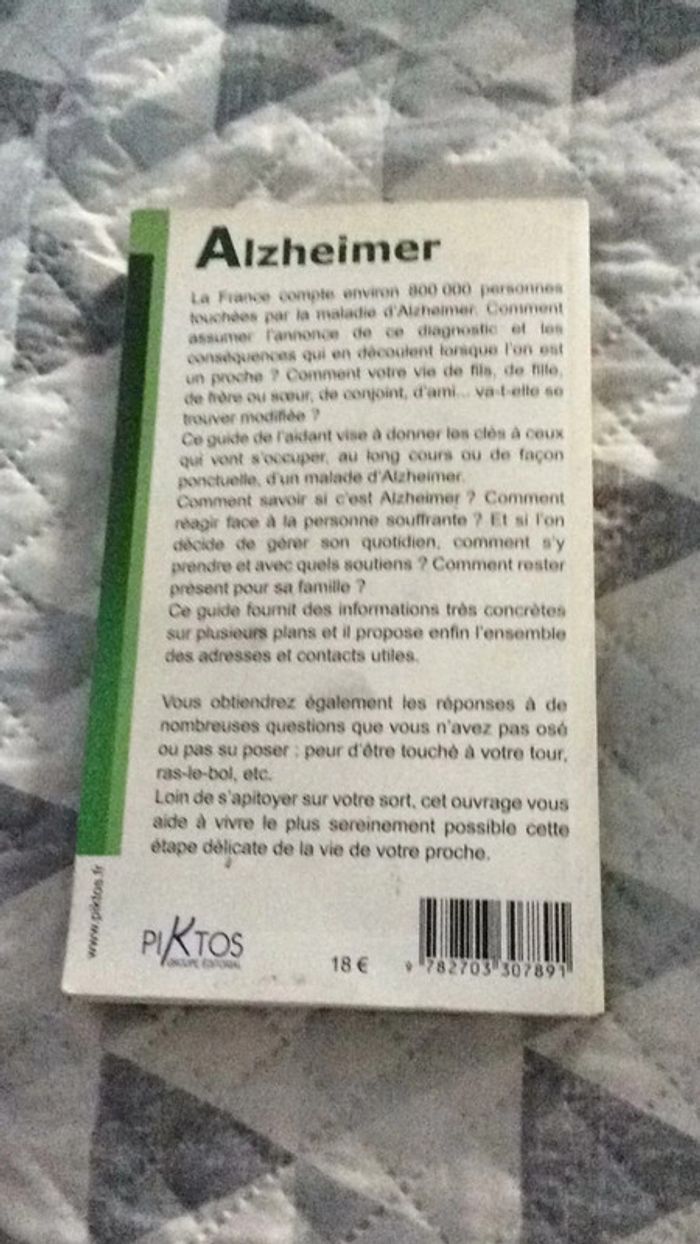 Alzheimer
La France compte environ 800 000 personnes
touchées par la maladie d'Alzheimer. Comment
assumer l'annonce de ce diagnostic et les
conséquences qui en découlent lorsque l'on est
un proche ? Comment votre vie de fils, de fille,
de frère ou sœur, de conjoint, d'ami... va-t-elle se
trouver modifiée ?
Ce guide de l'aidant vise à donner les clés à ceux
qui vont s'occuper, au long cours ou de façon
ponctuelle, d'un malade d'Alzheimer.
Comment savoir si c'est Alzheimer ? Comment
réagir face à la personne souffrante ? Et si l'on
décide de gérer son quotidien, comment s'y
prendre et avec quels soutiens ? Comment rester
présent pour sa famille ?
Ce guide fournit des informations très concrètes
sur plusieurs plans et il propose enfin l'ensemble
des adresses et contacts utiles.
Vous obtiendrez également les réponses à de
nombreuses questions que vous n'avez pas osé
ou pas su poser : peur d'être touché à votre tour,
ras-le-bol, etc.
Loin de s'apitoyer sur votre sort, cet ouvrage vous
aide à vivre le plus sereinement possible cette
étape délicate de la vie de votre proche.
www.piktos.fr
PIKTOS
GROUPE ÉDITORIAL
18 €
9 782703 307891